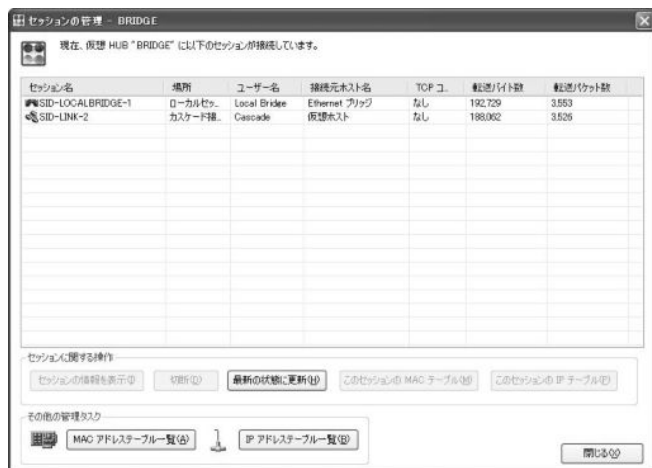 セッションの管理 - BRIDGE
現在、仮想 HUB "BRIDGE" に以下のセッションが接続しています。
セッション名 場所 ユーザー名 接続元ホスト名 TCP コ... 転送バイト数 転送パケット数
SID-LOCALBRIDGE-1 ローカルセッ... Local Bridge Ethernet ブリッジ なし 192,729 3,553
SID-LINK-2 カスケード接... Cascade 仮想ホスト なし 188,062 3,526
セッションに関する操作
セッションの情報を表示(I) 切断(D) 最新の状態に更新(H) このセッションの MAC テーブル(M) このセッションの IP テーブル(P)
その他の管理タスク
MAC アドレステーブル一覧(A) IP アドレステーブル一覧(B)
閉じる(X)